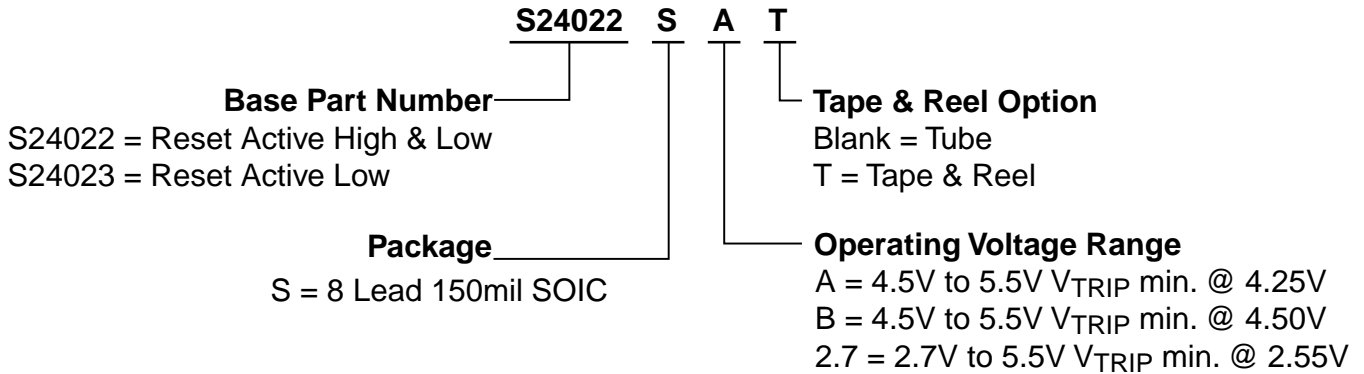 S24022 S A T
Base Part Number
S24022 = Reset Active High & Low
S24023 = Reset Active Low
Tape & Reel Option
Blank = Tube
T = Tape & Reel
Package
S = 8 Lead 150mil SOIC
Operating Voltage Range
A = 4.5V to 5.5V VTRIP min. @ 4.25V
B = 4.5V to 5.5V VTRIP min. @ 4.50V
2.7 = 2.7V to 5.5V VTRIP min. @ 2.55V